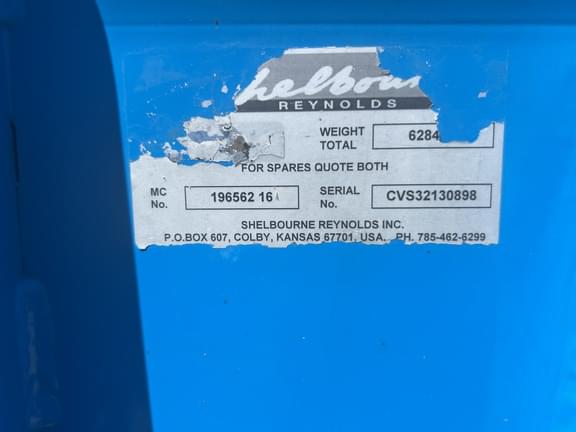 Shelbou
REYNOLDS
WEIGHT TOTAL 6284
FOR SPARES QUOTE BOTH
MC No. 196562 16 SERIAL No. CVS32130898
SHELBOURNE REYNOLDS INC.
P.O.BOX 607, COLBY, KANSAS 67701, USA. PH. 785-462-6299